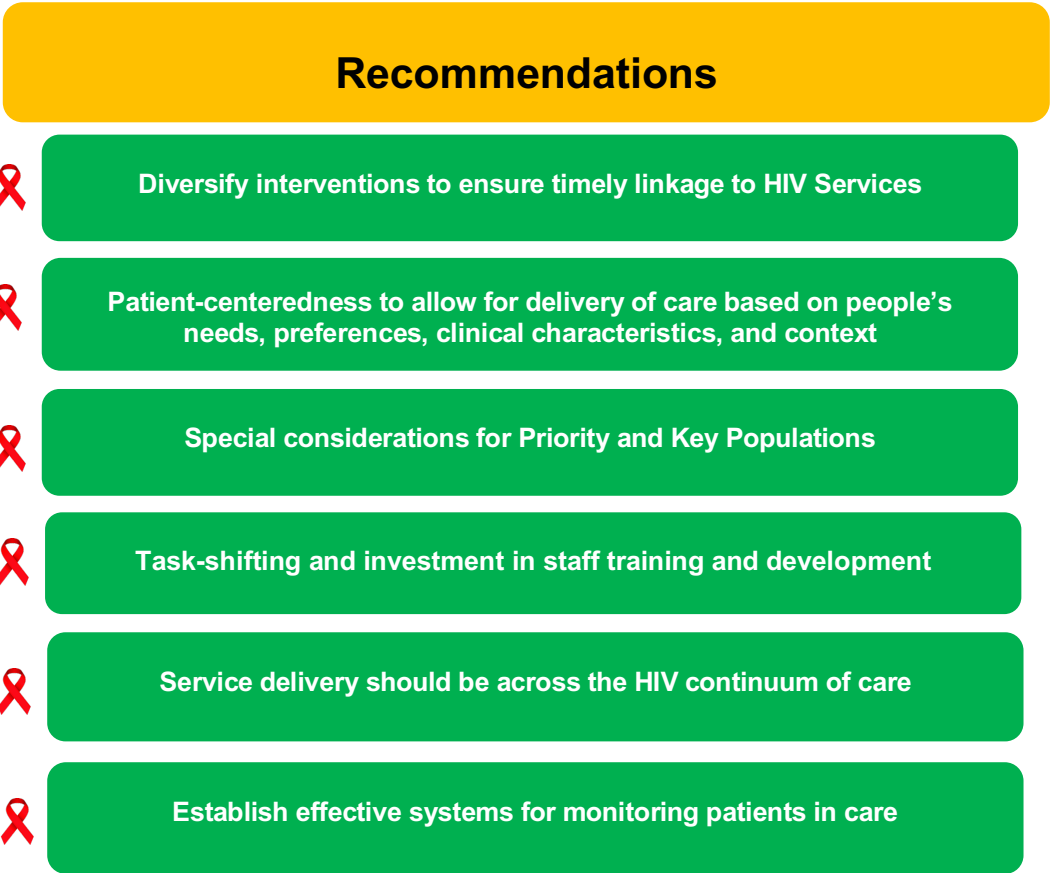 Recommendations
Diversify interventions to ensure timely linkage to HIV Services
Patient-centeredness to allow for delivery of care based on people’s
needs, preferences, clinical characteristics, and context
Special considerations for Priority and Key Populations
Task-shifting and investment in staff training and development
Service delivery should be across the HIV continuum of care
Establish effective systems for monitoring patients in care